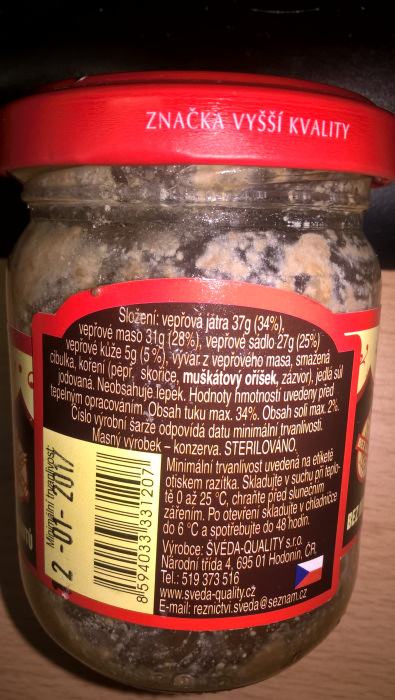 ZNAČKA VYŠŠÍ KVALITY
Složení: vepřová játra 37g (34%),
vepřové maso 31g (28%), vepřové sádlo 27g (25%)
vepřové kůže 5g (5%), vývar z vepřového masa, smažená
cibulka, koření (pepř, skořice, muškátový oříšek, zázvor), jedlá sůl
jodovaná. Neobsahuje lepek. Hodnoty hmotnosti uvedeny před
tepelným opracováním. Obsah tuku max. 34%. Obsah soli max. 2%.
Číslo výrobní šarže odpovídá datu minimální trvanlivosti.
Masný výrobek – konzerva. STERILOVÁNO.
Minimální trvanlivost uvedená na etiketě
otiskem razítka. Skladujte v suchu při teplo-
tě 0 až 25 °C, chraňte před slunečním
zářením. Po otevření skladujte v chladničce
do 6 °C a spotřebujte do 48 hodin.
Výrobce: ŠVEDA-QUALITY s.r.o.
Národní třída 4, 695 01 Hodonín, ČR
Tel.: 519 373 516
www.sveda-quality.cz
E-mail: reznictvi.sveda@seznam.cz
Minimální trvanlivost:
2 -01- 2017
8594033331207